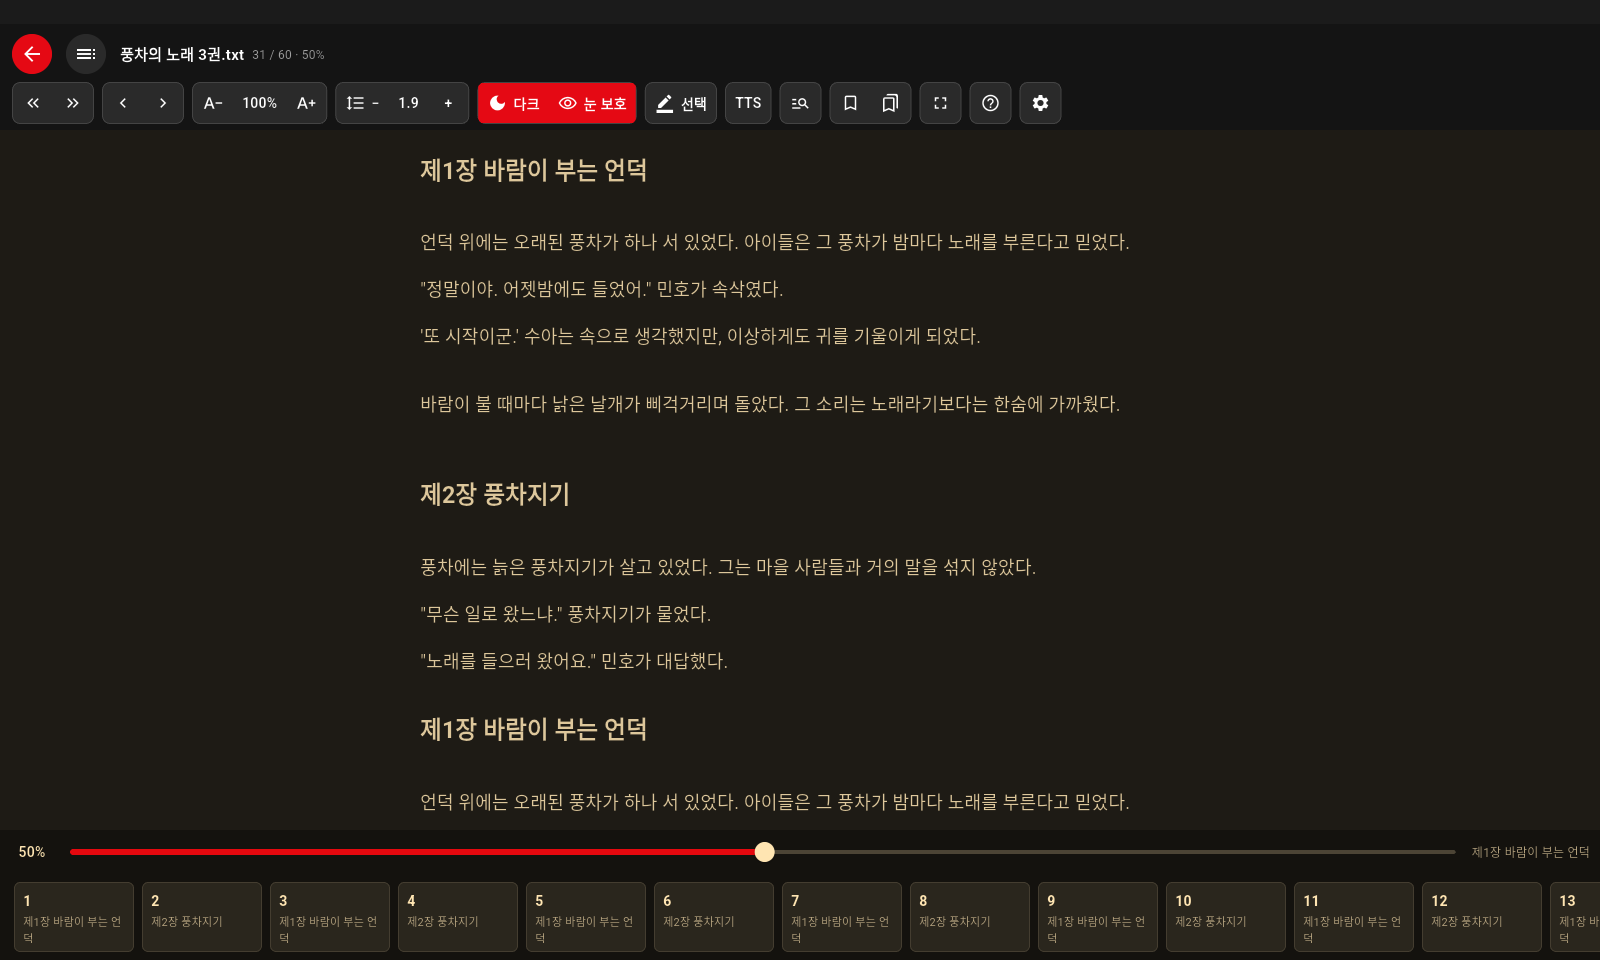 풍차의 노래 3권.txt 31 / 60 · 50%
A− 100% A+ − 1.9 + 다크 눈 보호 선택 TTS
제1장 바람이 부는 언덕
언덕 위에는 오래된 풍차가 하나 서 있었다. 아이들은 그 풍차가 밤마다 노래를 부른다고 믿었다.
"정말이야. 어젯밤에도 들었어." 민호가 속삭였다.
'또 시작이군.' 수아는 속으로 생각했지만, 이상하게도 귀를 기울이게 되었다.
바람이 불 때마다 낡은 날개가 삐걱거리며 돌았다. 그 소리는 노래라기보다는 한숨에 가까웠다.
제2장 풍차지기
풍차에는 늙은 풍차지기가 살고 있었다. 그는 마을 사람들과 거의 말을 섞지 않았다.
"무슨 일로 왔느냐." 풍차지기가 물었다.
"노래를 들으러 왔어요." 민호가 대답했다.
제1장 바람이 부는 언덕
언덕 위에는 오래된 풍차가 하나 서 있었다. 아이들은 그 풍차가 밤마다 노래를 부른다고 믿었다.
50% 제1장 바람이 부는 언덕
1
제1장 바람이 부는 언
덕
2
제2장 풍차지기
3
제1장 바람이 부는 언
덕
4
제2장 풍차지기
5
제1장 바람이 부는 언
덕
6
제2장 풍차지기
7
제1장 바람이 부는 언
덕
8
제2장 풍차지기
9
제1장 바람이 부는 언
덕
10
제2장 풍차지기
11
제1장 바람이 부는 언
덕
12
제2장 풍차지기
13
제1장 바
덕